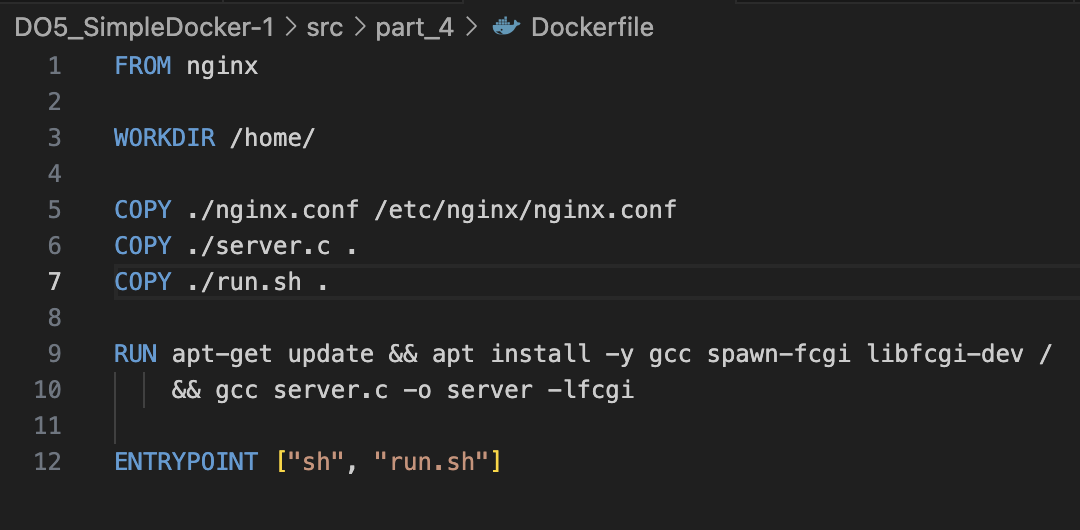 DO5_SimpleDocker-1 > src > part_4 > Dockerfile
1 FROM nginx
2
3 WORKDIR /home/
4
5 COPY ./nginx.conf /etc/nginx/nginx.conf
6 COPY ./server.c .
7 COPY ./run.sh .
8
9 RUN apt-get update && apt install -y gcc spawn-fcgi libfcgi-dev /
10 && gcc server.c -o server -lfcgi
11
12 ENTRYPOINT ["sh", "run.sh"]